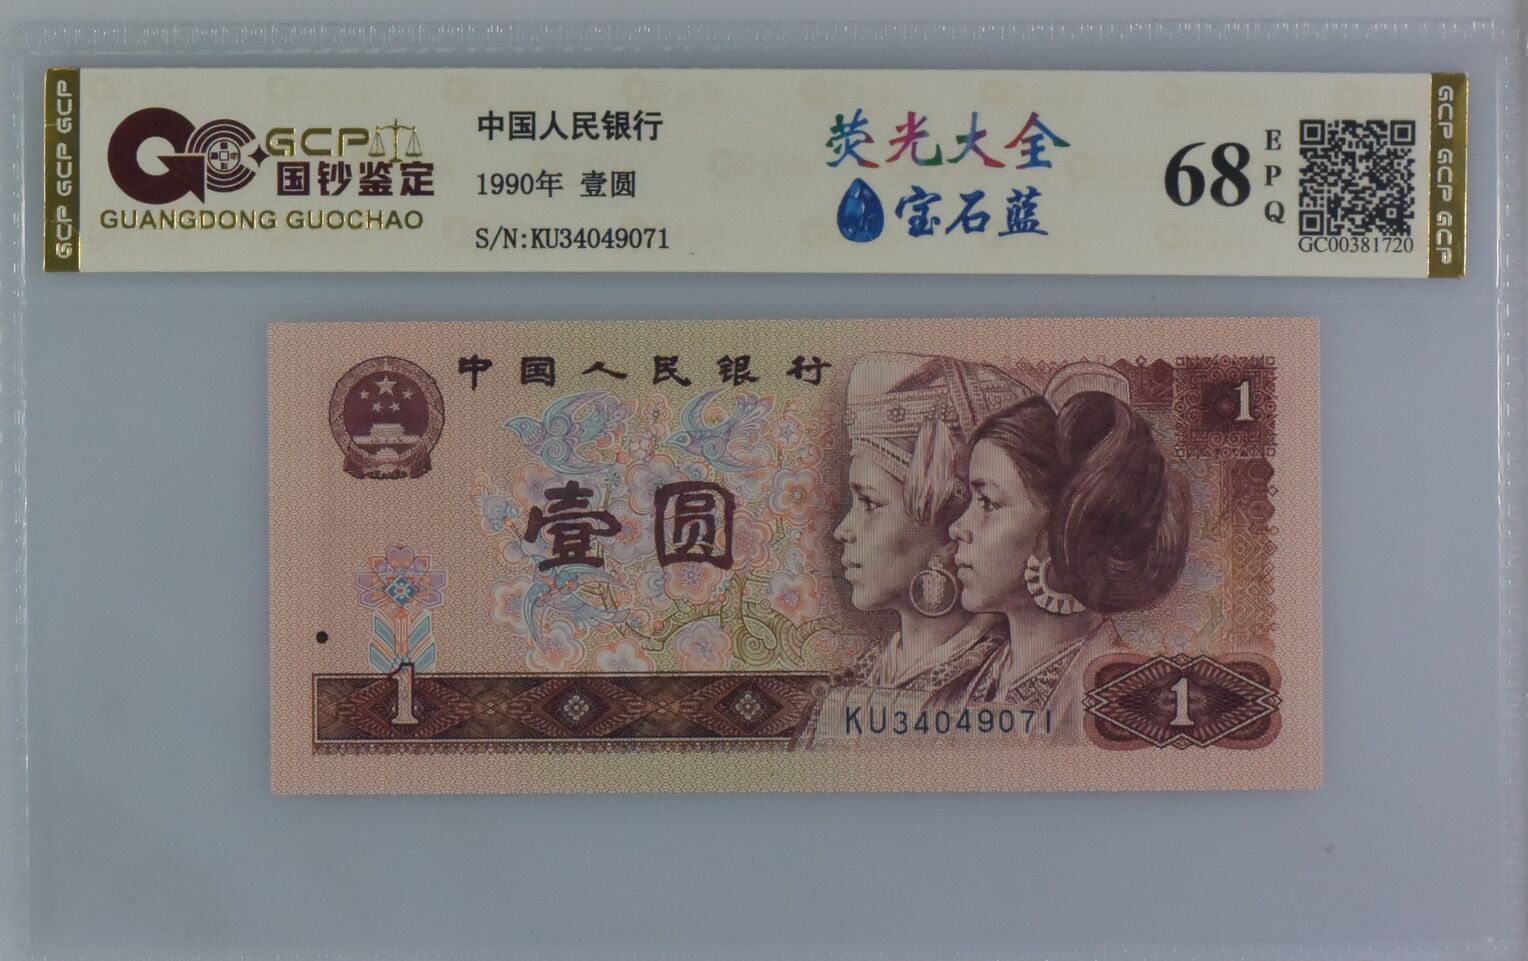 GCP GCP GCP
GCP
国钞鉴定
GUANGDONG GUOCHAO
中国人民银行
1990年 壹圆
S/N:KU34049071
荧光大全
宝石蓝
68
EPQ
GC00381720
GCP GCP GCP
中国人民银行
1
壹圆
1
KU34049071
1